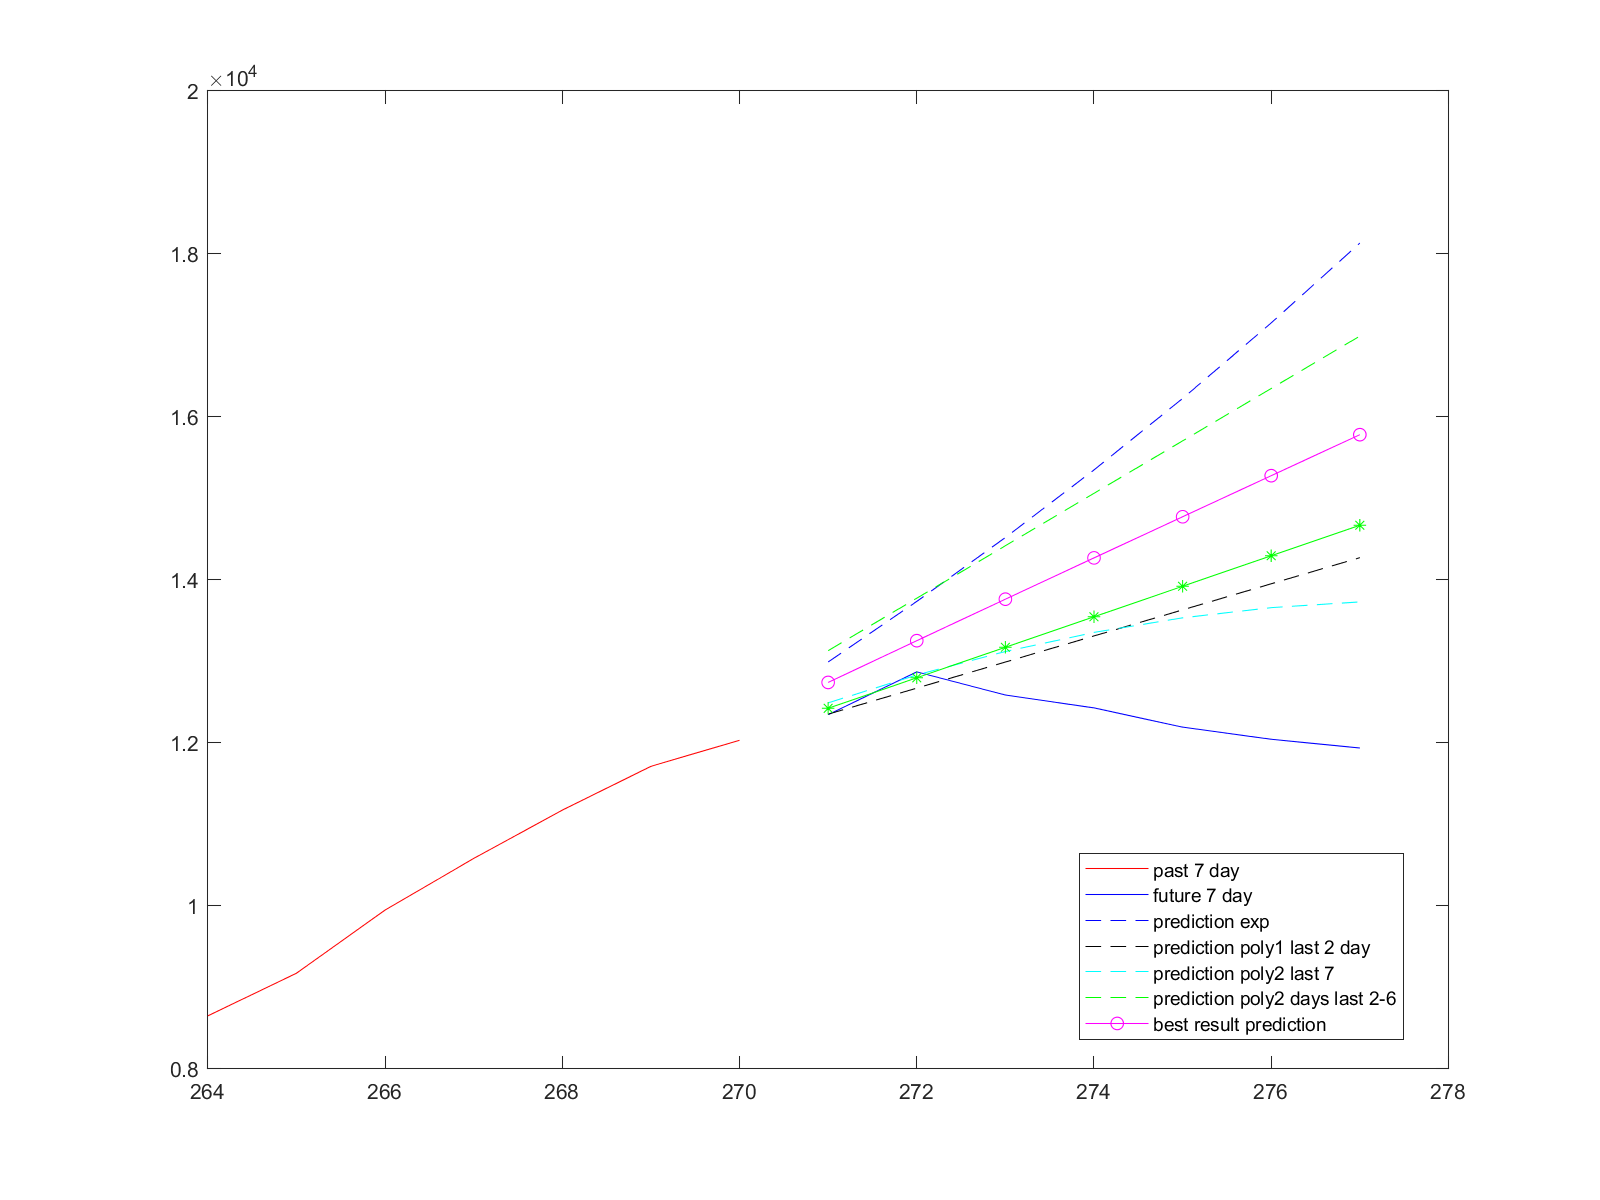 ×10⁴
2
1.8
1.6
1.4
1.2
1
0.8
264 266 268 270 272 274 276 278
past 7 day
future 7 day
prediction exp
prediction poly1 last 2 day
prediction poly2 last 7
prediction poly2 days last 2-6
best result prediction